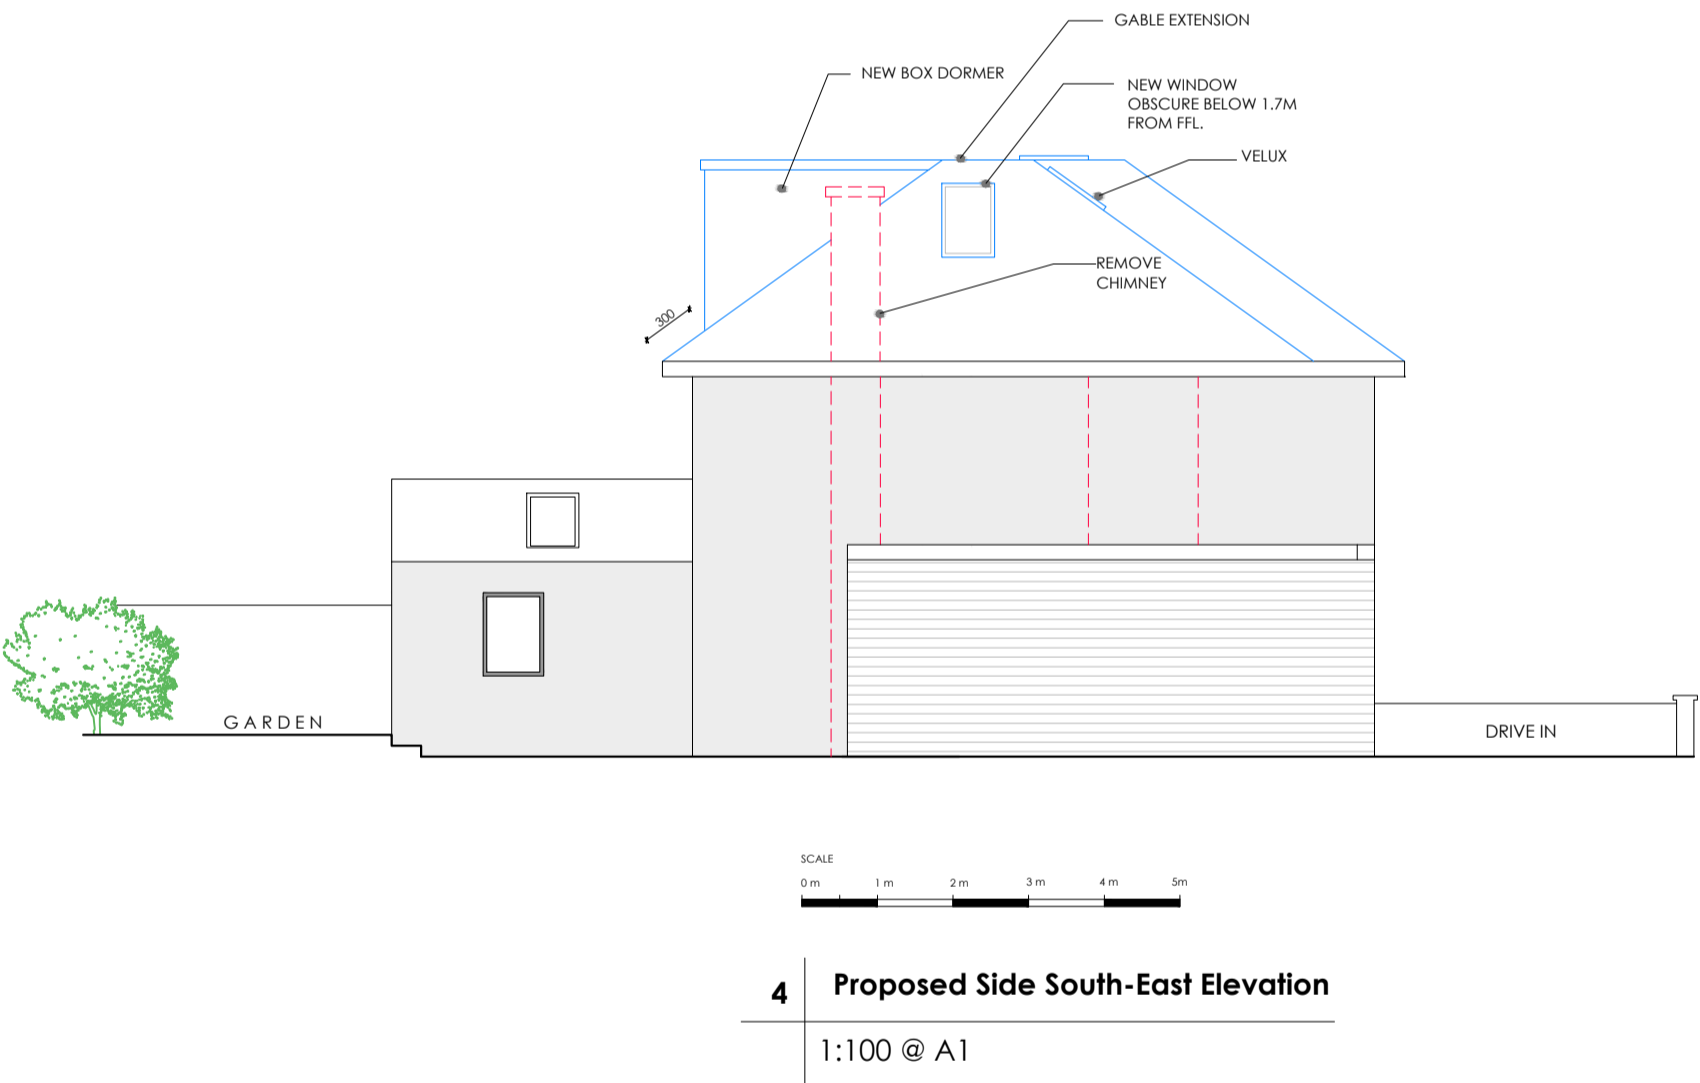 GABLE EXTENSION
NEW BOX DORMER
NEW WINDOW
OBSCURE BELOW 1.7M
FROM FFL.
VELUX
REMOVE
CHIMNEY
300
GARDEN
DRIVE IN
SCALE
0 m 1 m 2 m 3 m 4 m 5m
4 Proposed Side South-East Elevation
1:100 @ A1